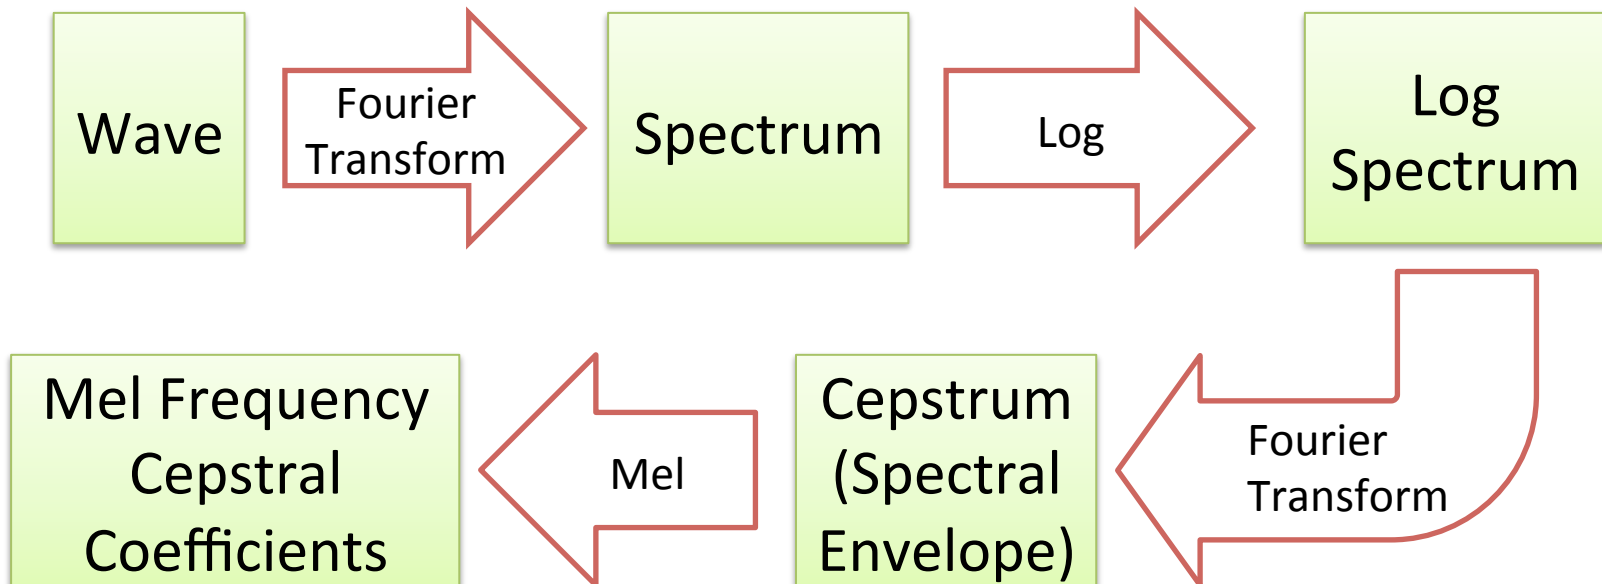 Wave
Fourier
Transform
Spectrum
Log
Log
Spectrum
Fourier
Transform
Cepstrum
(Spectral
Envelope)
Mel
Mel Frequency
Cepstral
Coefficients